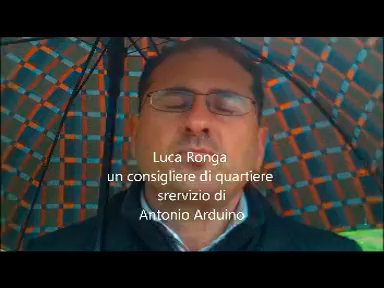 Luca Ronga
un consigliere di quartiere
srervizio di
Antonio Arduino